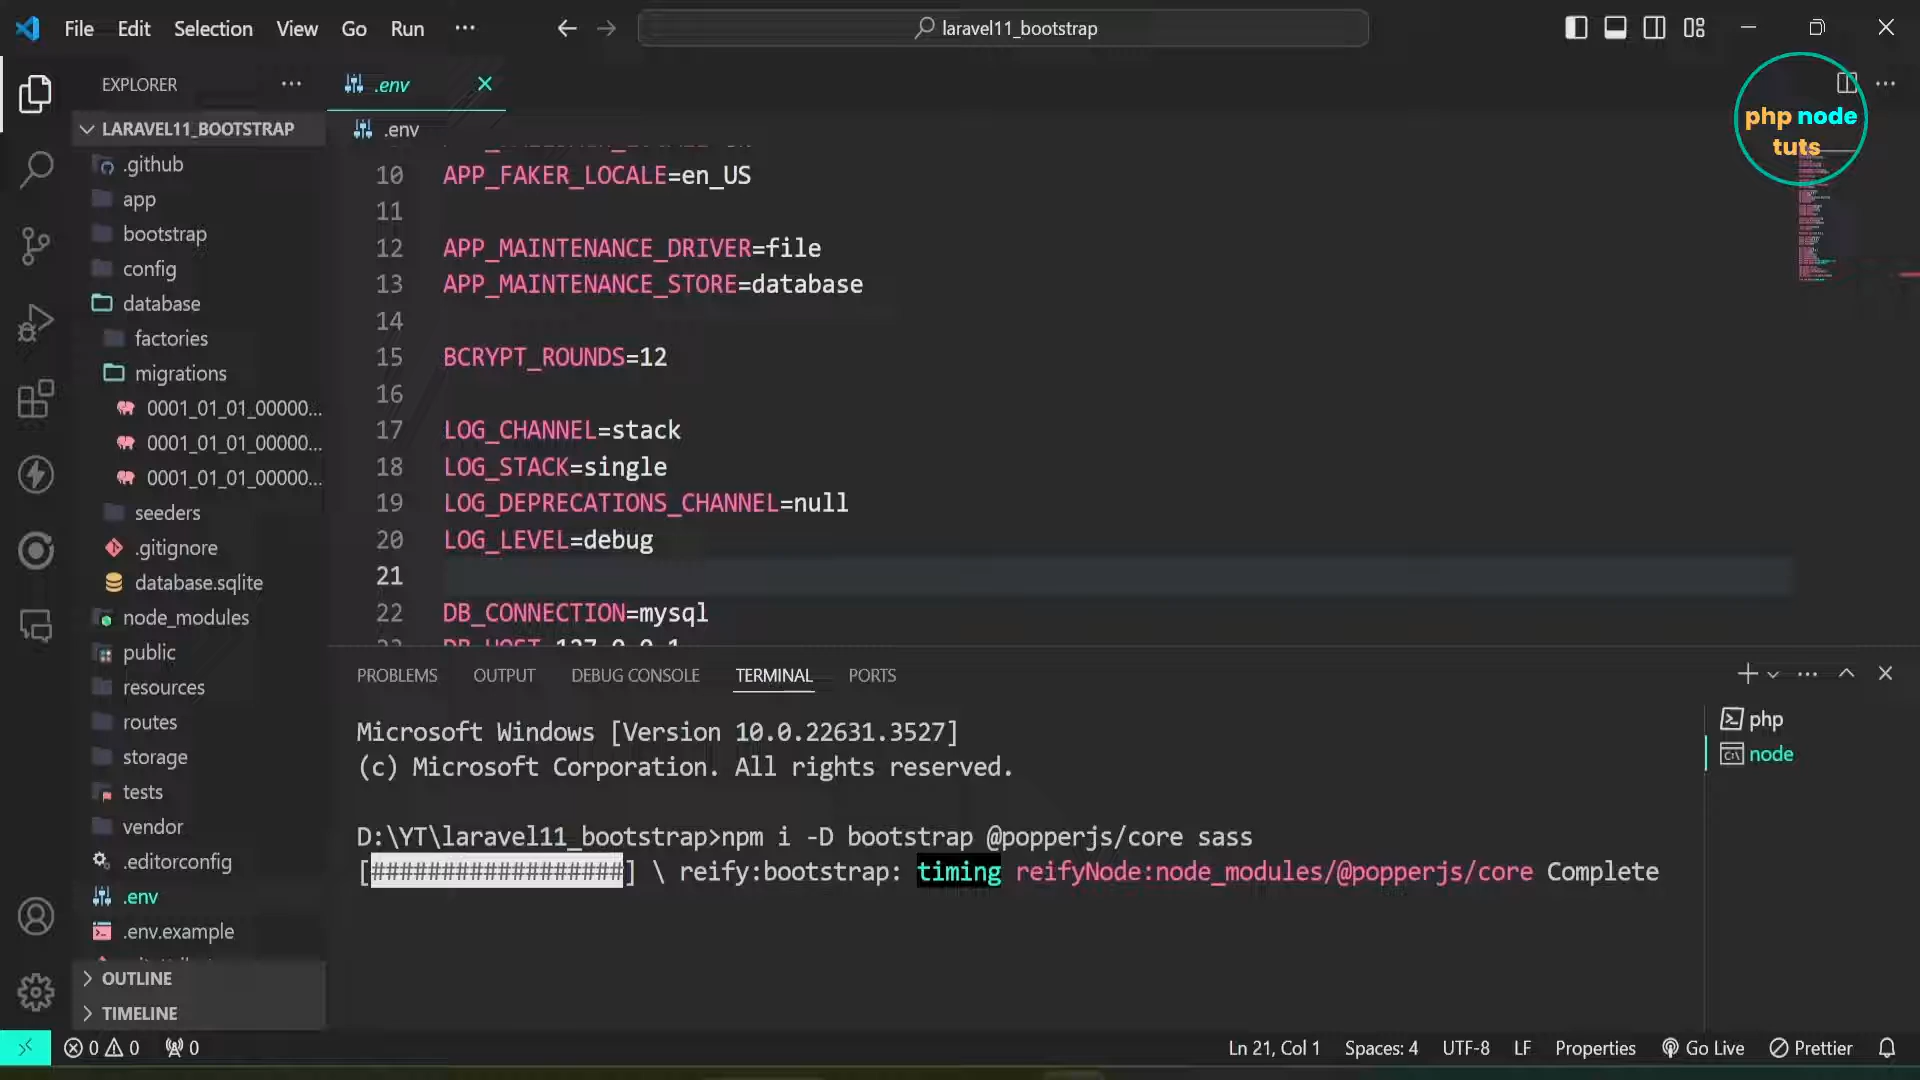 File Edit Selection View Go Run ··· laravel11_bootstrap
EXPLORER
LARAVEL11_BOOTSTRAP
.github
app
bootstrap
config
database
factories
migrations
0001_01_01_00000...
0001_01_01_00000...
0001_01_01_00000...
seeders
.gitignore
database.sqlite
node_modules
public
resources
routes
storage
tests
vendor
.editorconfig
.env
.env.example
OUTLINE
TIMELINE
.env
.env
10 APP_FAKER_LOCALE=en_US
11
12 APP_MAINTENANCE_DRIVER=file
13 APP_MAINTENANCE_STORE=database
14
15 BCRYPT_ROUNDS=12
16
17 LOG_CHANNEL=stack
18 LOG_STACK=single
19 LOG_DEPRECATIONS_CHANNEL=null
20 LOG_LEVEL=debug
21
22 DB_CONNECTION=mysql
php node
tuts
PROBLEMS OUTPUT DEBUG CONSOLE TERMINAL PORTS
Microsoft Windows [Version 10.0.22631.3527]
(c) Microsoft Corporation. All rights reserved.
D:\YT\laravel11_bootstrap>npm i -D bootstrap @popperjs/core sass
[##################] \ reify:bootstrap: timing reifyNode:node_modules/@popperjs/core Complete
php
node
0 0 0 Ln 21, Col 1 Spaces: 4 UTF-8 LF Properties Go Live Prettier